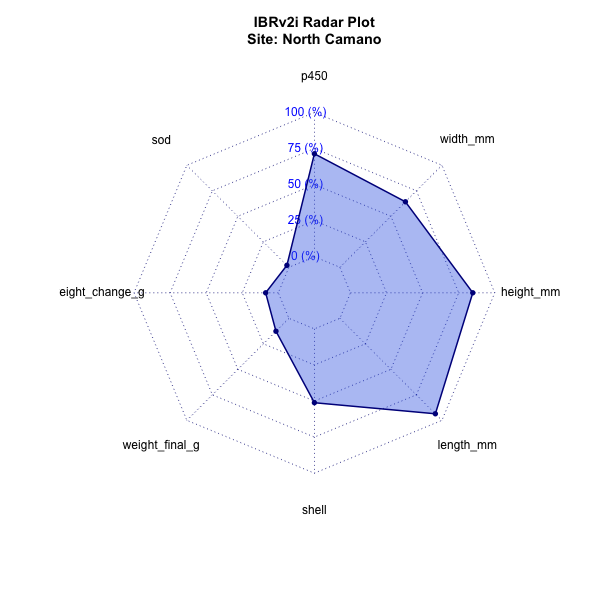 IBRv2i Radar Plot
Site: North Camano
p450
100 (%)
sod
width_mm
75 (%)
50 (%)
25 (%)
0 (%)
eight_change_g
height_mm
weight_final_g
length_mm
shell